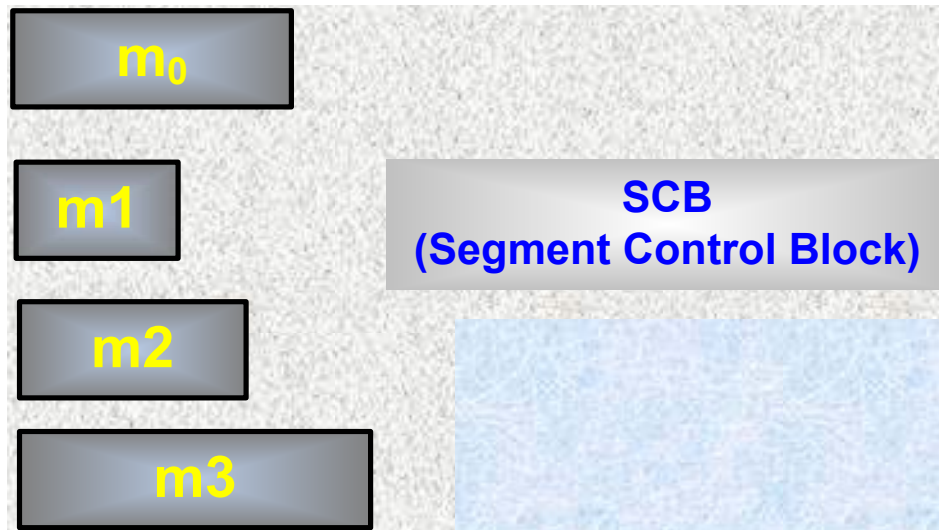 m₀
m1
SCB
(Segment Control Block)
m2
m3